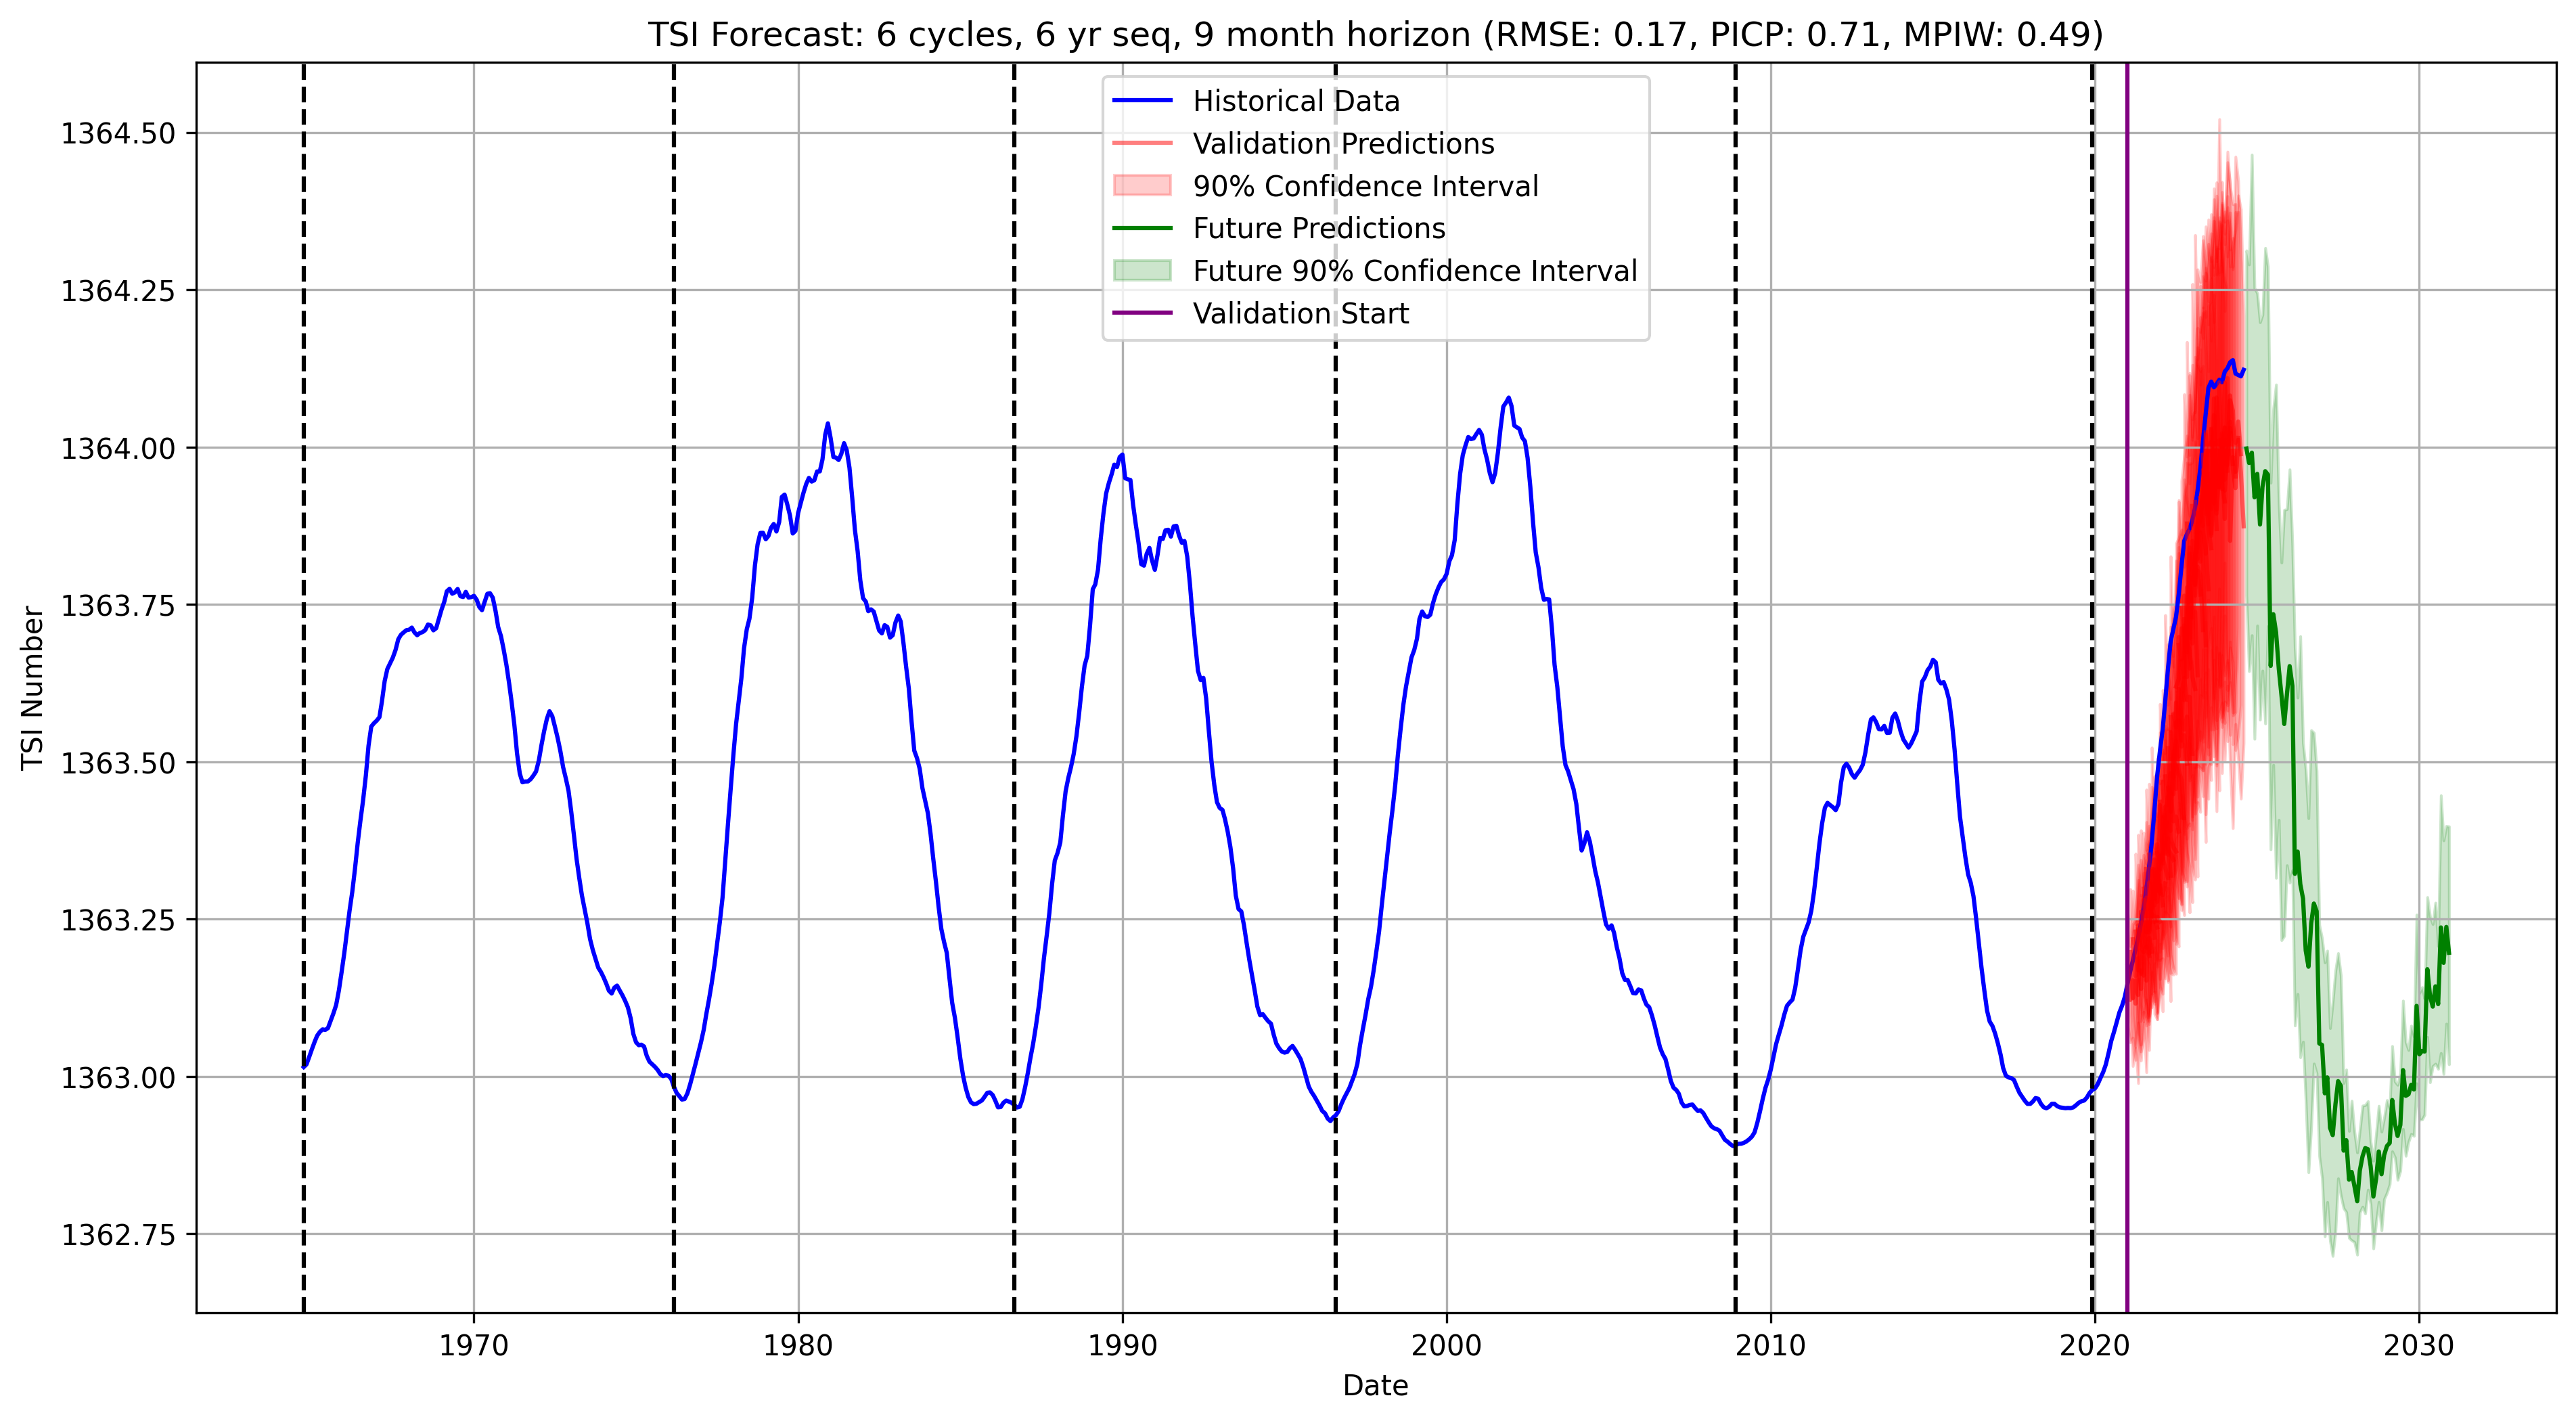 TSI Forecast: 6 cycles, 6 yr seq, 9 month horizon (RMSE: 0.17, PICP: 0.71, MPIW: 0.49)
Historical Data
Validation Predictions
90% Confidence Interval
Future Predictions
Future 90% Confidence Interval
Validation Start
TSI Number
1364.50
1364.25
1364.00
1363.75
1363.50
1363.25
1363.00
1362.75
1970
1980
1990
2000
2010
2020
2030
Date